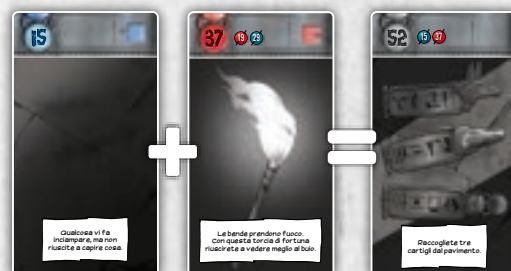 15
37 19 29
52 15 37
Qualcosa vi fa
inciampare, ma non
riuscite a capire cosa.
Le bende prendono fuoco.
Con questa torcia di fortuna
riuscirete a vedere meglio al buio.
Raccogliete tre
cartigli dal pavimento.